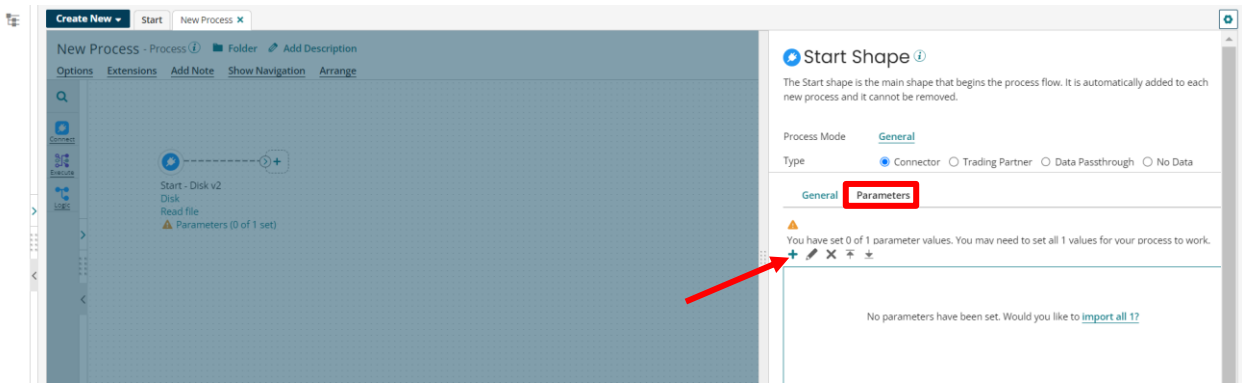 Create New Start New Process ×
New Process - Process i Folder Add Description
Options Extensions Add Note Show Navigation Arrange
Connect
Execute
Logic
Start - Disk v2
Disk
Read file
Parameters (0 of 1 set)
Start Shape i
The Start shape is the main shape that begins the process flow. It is automatically added to each
new process and it cannot be removed.
Process Mode General
Type Connector Trading Partner Data Passthrough No Data
General Parameters
You have set 0 of 1 parameter values. You may need to set all 1 values for your process to work.
No parameters have been set. Would you like to import all 1?